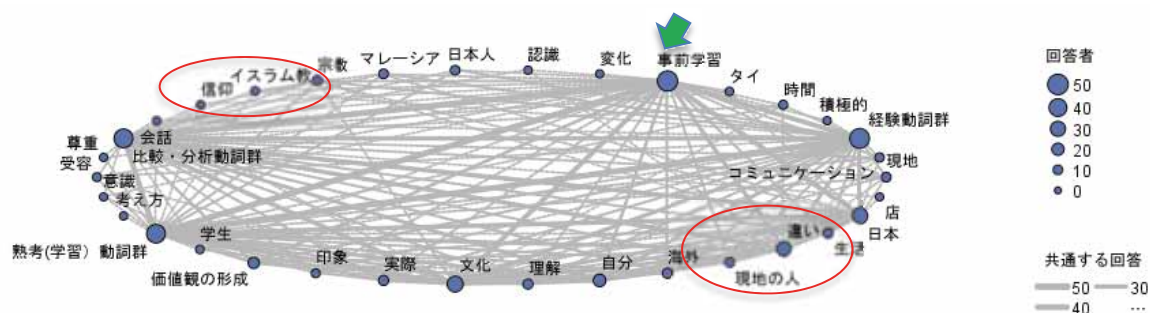 宗教
マレーシア
日本人
認識
変化
事前学習
タイ
時間
積極的
経験動詞群
現地
コミュニケーション
店
日本
生活
違い
現地の人
海外
自分
理解
文化
実際
印象
価値観の形成
学生
熟考(学習）動詞群
考え方
意識
受容
尊重
比較・分析動詞群
会話
信仰
イスラム教
回答者
50
40
30
20
10
0
共通する回答
50
30
40
…